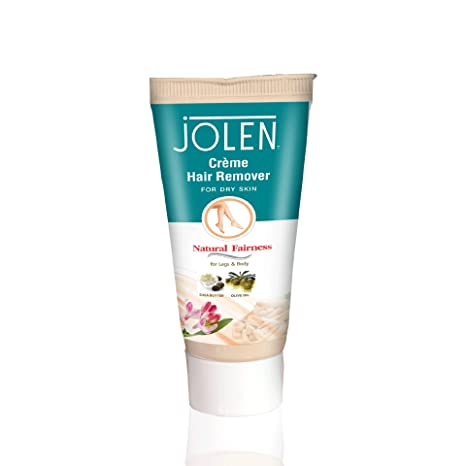 JOLEN
Crème
Hair Remover
FOR DRY SKIN
Natural Fairness
for Legs & Body
SHEA BUTTER OLIVE OIL